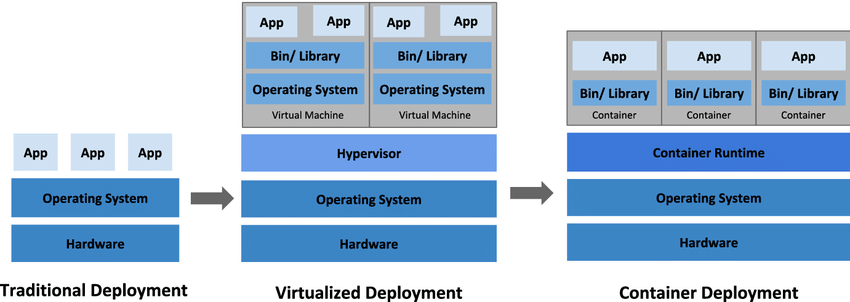 App App App
Operating System
Hardware
Traditional Deployment
App App App App
Bin/ Library Bin/ Library
Operating System Operating System
Virtual Machine Virtual Machine
Hypervisor
Operating System
Hardware
Virtualized Deployment
App App App
Bin/ Library Bin/ Library Bin/ Library
Container Container Container
Container Runtime
Operating System
Hardware
Container Deployment